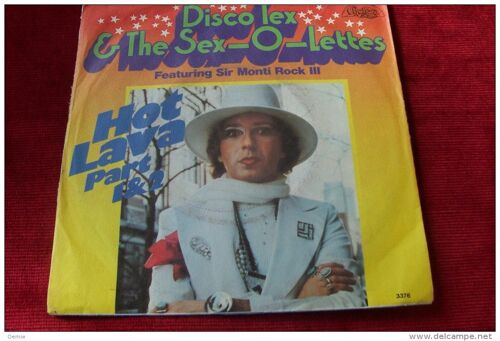 Disco Tex
& The Sex-O-Lettes
Featuring Sir Monti Rock III
Hot
Lava
Part
1&2
3376
Gemie
www.delcampe.net